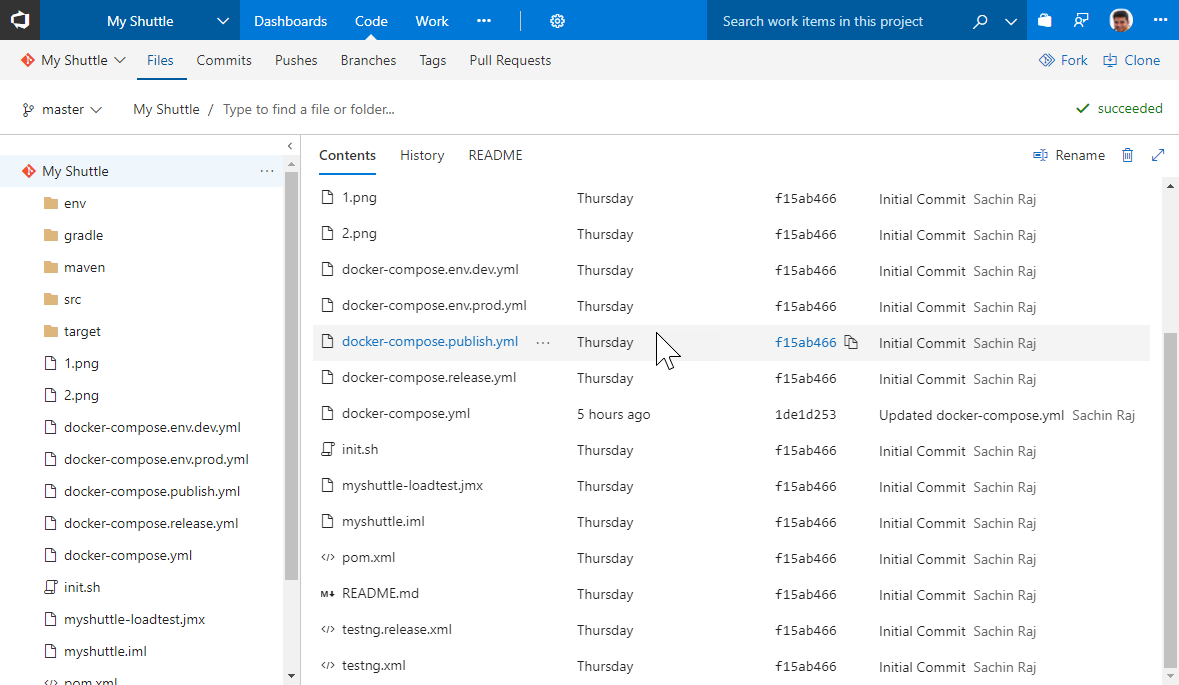 My Shuttle Dashboards Code Work ··· Search work items in this project ···
My Shuttle Files Commits Pushes Branches Tags Pull Requests Fork Clone
master My Shuttle / Type to find a file or folder... succeeded
My Shuttle ···
env
gradle
maven
src
target
1.png
2.png
docker-compose.env.dev.yml
docker-compose.env.prod.yml
docker-compose.publish.yml
docker-compose.release.yml
docker-compose.yml
init.sh
myshuttle-loadtest.jmx
myshuttle.iml
</> pom.xml
Contents History README Rename
1.png Thursday f15ab466 Initial Commit Sachin Raj
2.png Thursday f15ab466 Initial Commit Sachin Raj
docker-compose.env.dev.yml Thursday f15ab466 Initial Commit Sachin Raj
docker-compose.env.prod.yml Thursday f15ab466 Initial Commit Sachin Raj
docker-compose.publish.yml ··· Thursday f15ab466 Initial Commit Sachin Raj
docker-compose.release.yml Thursday f15ab466 Initial Commit Sachin Raj
docker-compose.yml 5 hours ago 1de1d253 Updated docker-compose.yml Sachin Raj
init.sh Thursday f15ab466 Initial Commit Sachin Raj
myshuttle-loadtest.jmx Thursday f15ab466 Initial Commit Sachin Raj
myshuttle.iml Thursday f15ab466 Initial Commit Sachin Raj
</> pom.xml Thursday f15ab466 Initial Commit Sachin Raj
M↓ README.md Thursday f15ab466 Initial Commit Sachin Raj
</> testng.release.xml Thursday f15ab466 Initial Commit Sachin Raj
</> testng.xml Thursday f15ab466 Initial Commit Sachin Raj